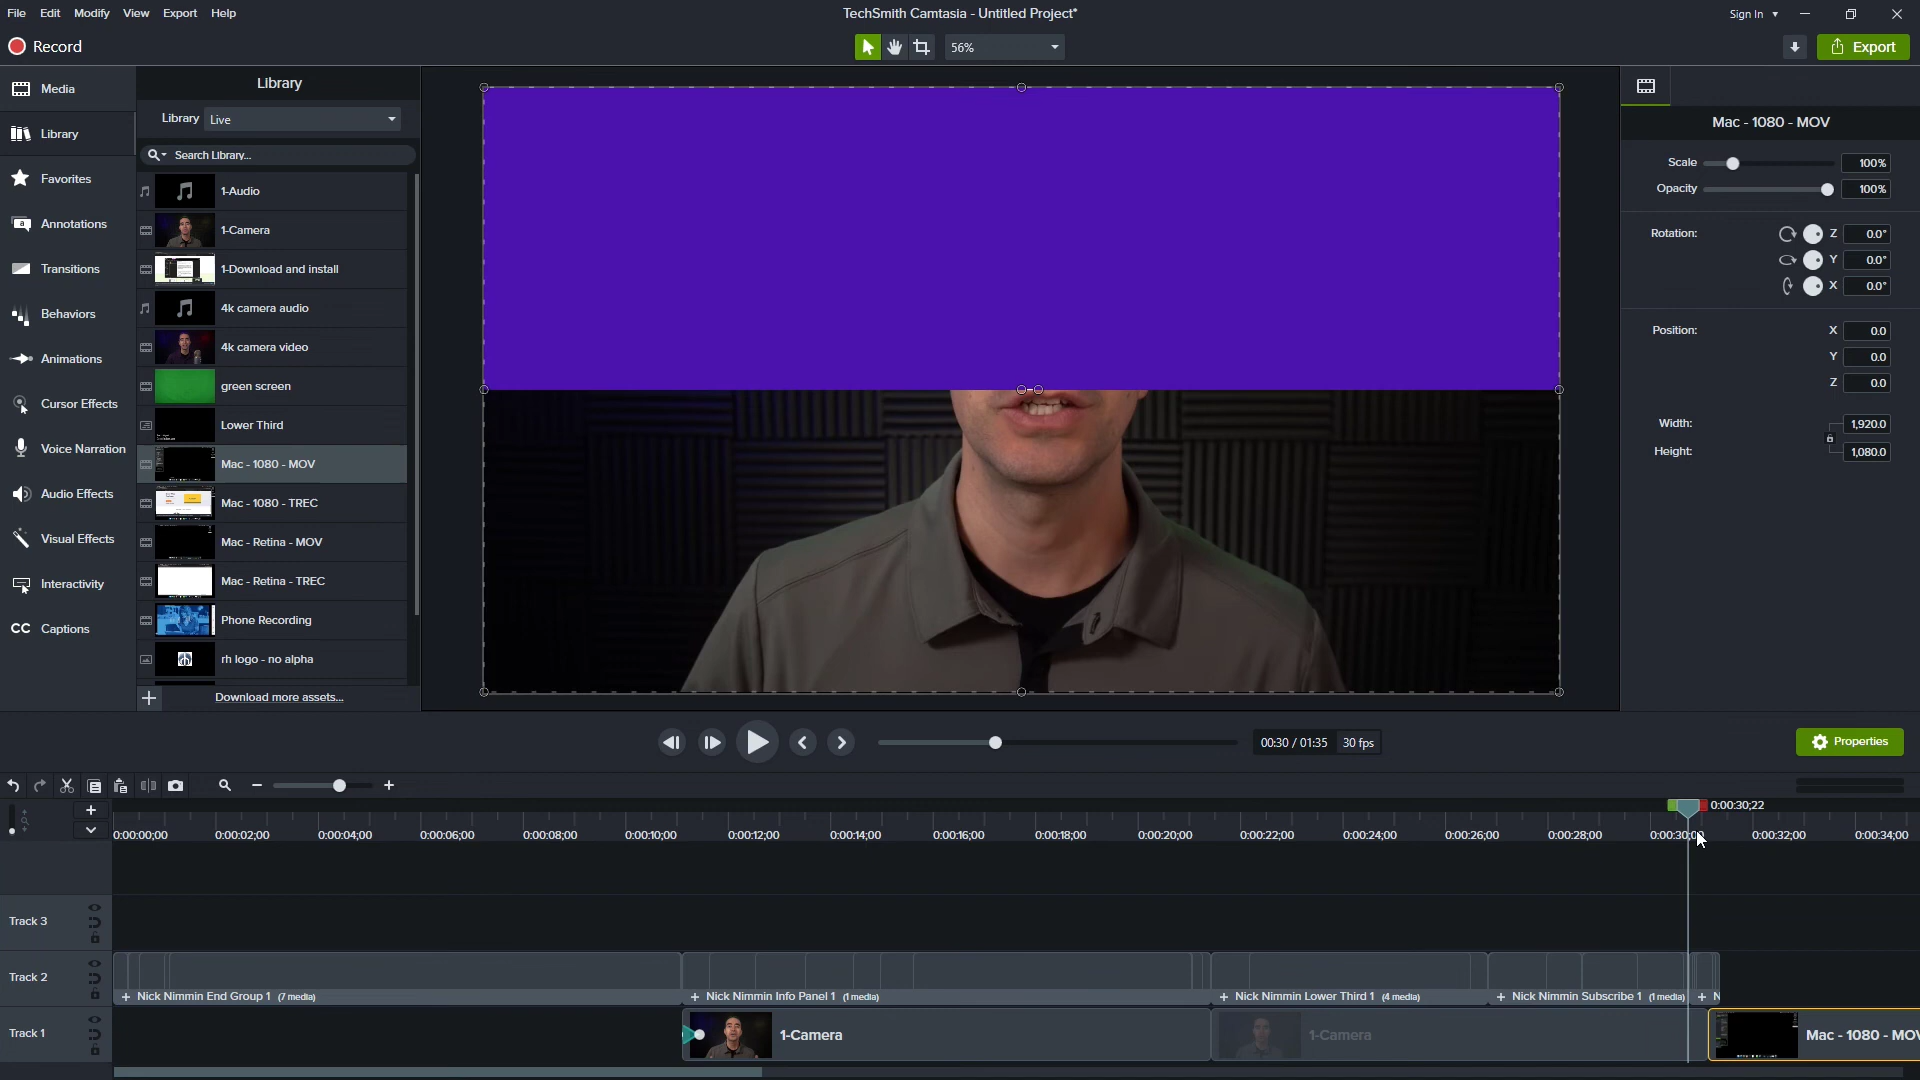 File Edit Modify View Export Help
TechSmith Camtasia - Untitled Project*
Sign In
Record
56%
Export
Media
Library
Favorites
Annotations
Transitions
Behaviors
Animations
Cursor Effects
Voice Narration
Audio Effects
Visual Effects
Interactivity
CC Captions
Library
Library Live
Search Library...
1-Audio
1-Camera
1-Download and install
4k camera audio
4k camera video
green screen
Lower Third
Mac - 1080 - MOV
Mac - 1080 - TREC
Mac - Retina - MOV
Mac - Retina - TREC
Phone Recording
rh logo - no alpha
Download more assets...
Mac - 1080 - MOV
Scale 100%
Opacity 100%
Rotation: Z 0.0°
Y 0.0°
X 0.0°
Position: X 0.0
Y 0.0
Z 0.0
Width: 1,920.0
Height: 1,080.0
00:30 / 01:35 30 fps
Properties
0:00:30;22
0:00:00;00 0:00:02;00 0:00:04;00 0:00:06;00 0:00:08;00 0:00:10;00 0:00:12;00 0:00:14;00 0:00:16;00 0:00:18;00 0:00:20;00 0:00:22;00 0:00:24;00 0:00:26;00 0:00:28;00 0:00:30;00 0:00:32;00 0:00:34;00
Track 3
Track 2
+ Nick Nimmin End Group 1 (7 media) + Nick Nimmin Info Panel 1 (1 media) + Nick Nimmin Lower Third 1 (4 media) + Nick Nimmin Subscribe 1 (1 media) + N
Track 1
1-Camera 1-Camera Mac - 1080 - MOV